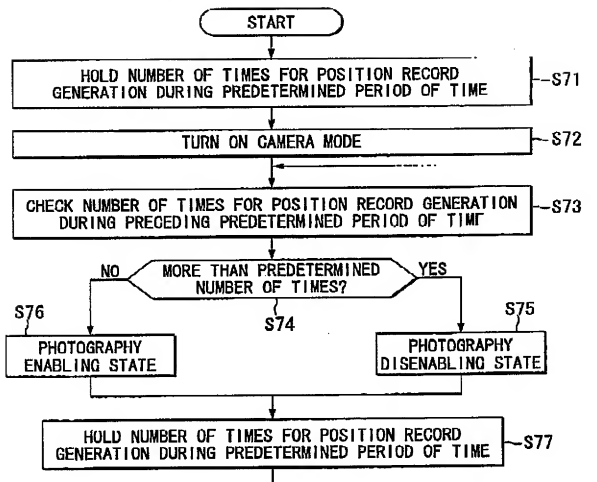 START
HOLD NUMBER OF TIMES FOR POSITION RECORD
GENERATION DURING PREDETERMINED PERIOD OF TIME
S71
TURN ON CAMERA MODE
S72
CHECK NUMBER OF TIMES FOR POSITION RECORD GENERATION
DURING PRECEDING PREDETERMINED PERIOD OF TIME
S73
NO
MORE THAN PREDETERMINED
NUMBER OF TIMES?
YES
S74
S76
S75
PHOTOGRAPHY
ENABLING STATE
PHOTOGRAPHY
DISENABLING STATE
HOLD NUMBER OF TIMES FOR POSITION RECORD
GENERATION DURING PREDETERMINED PERIOD OF TIME
S77